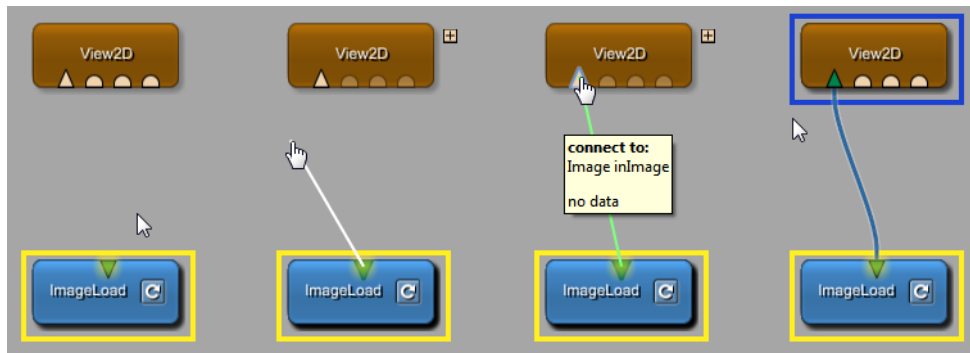 View2D
View2D
View2D
View2D
connect to:
Image inImage
no data
ImageLoad
ImageLoad
ImageLoad
ImageLoad